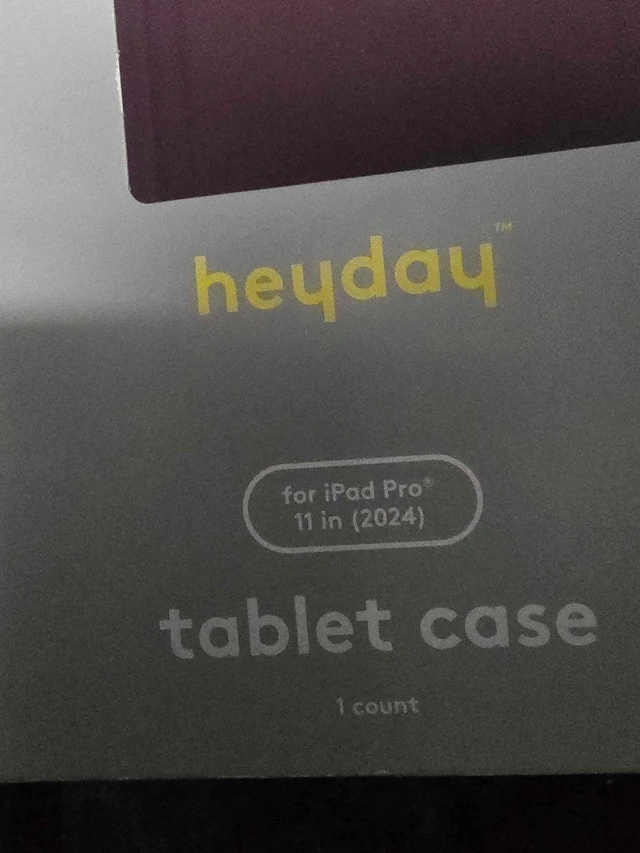 heyday™
for iPad Pro®
11 in (2024)
tablet case
1 count